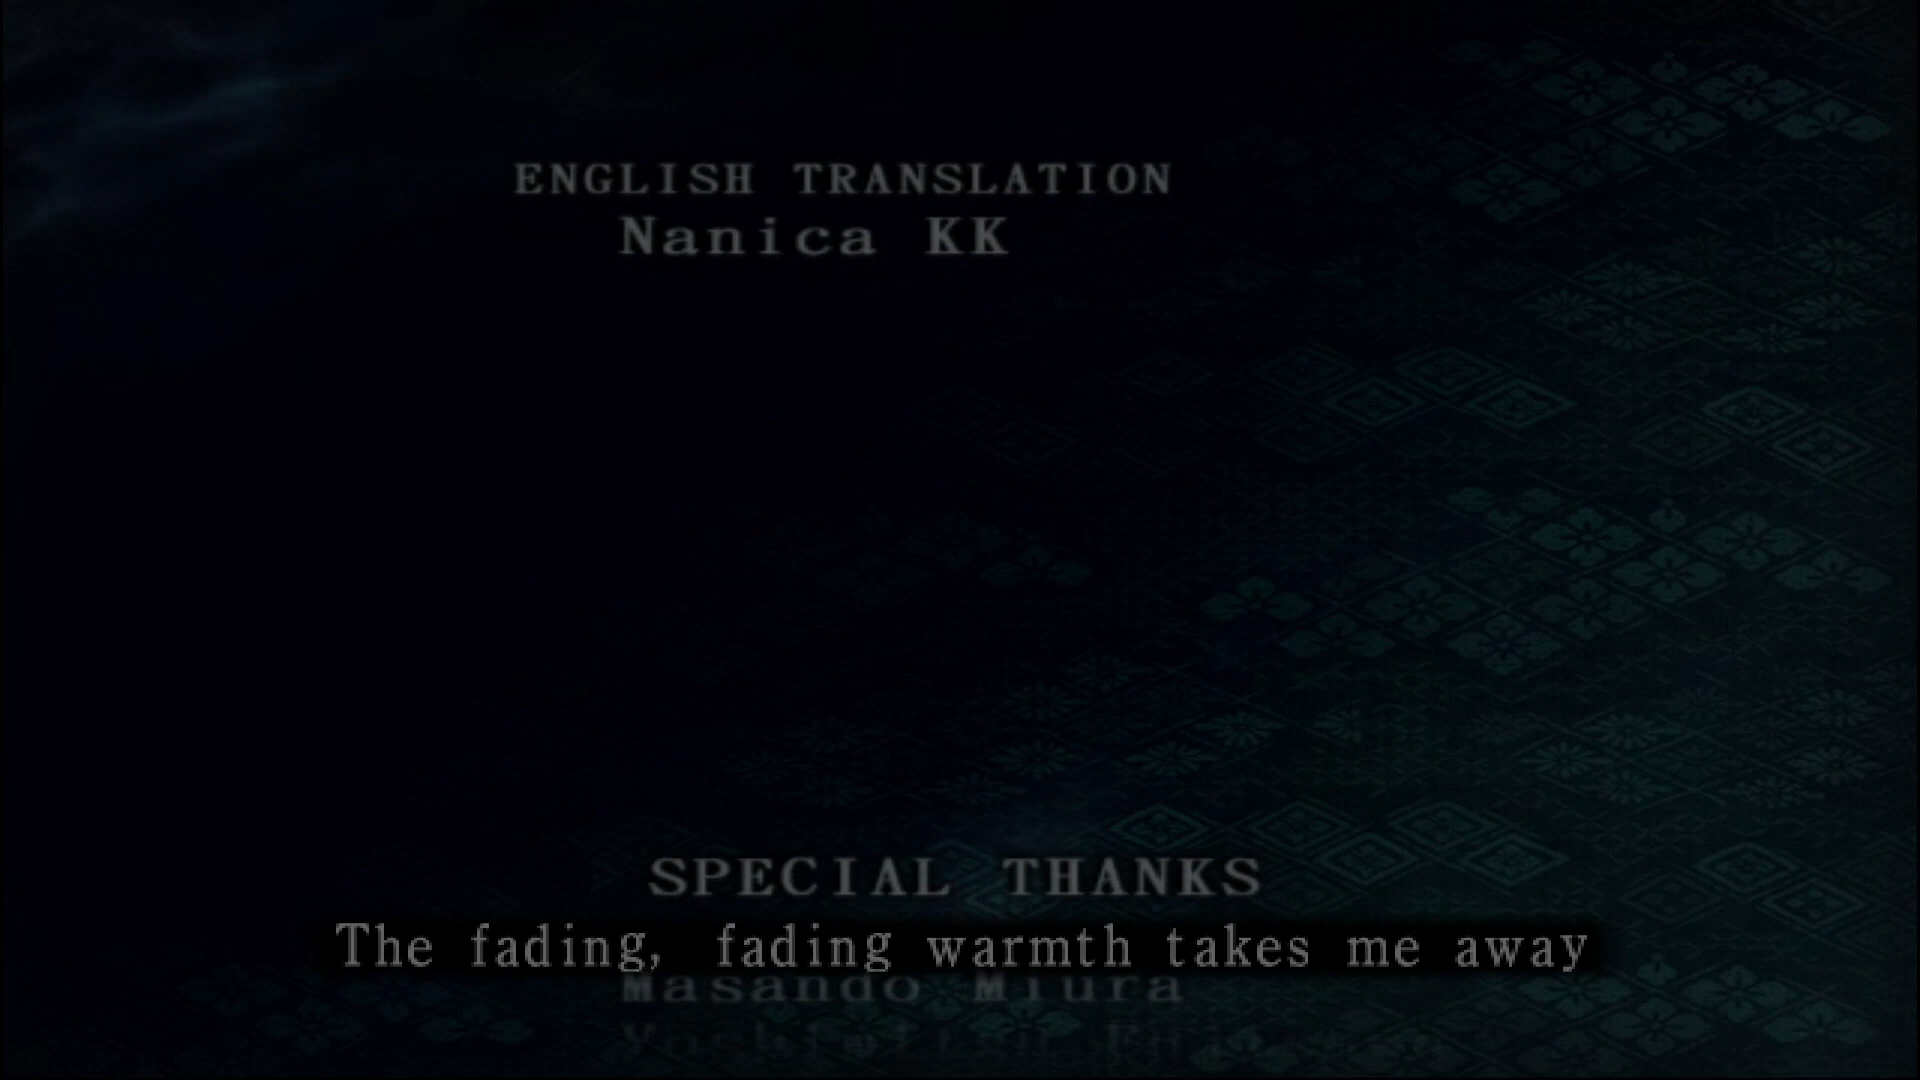 ENGLISH TRANSLATION
Nanica KK
SPECIAL THANKS
The fading, fading warmth takes me away
Masando Miura